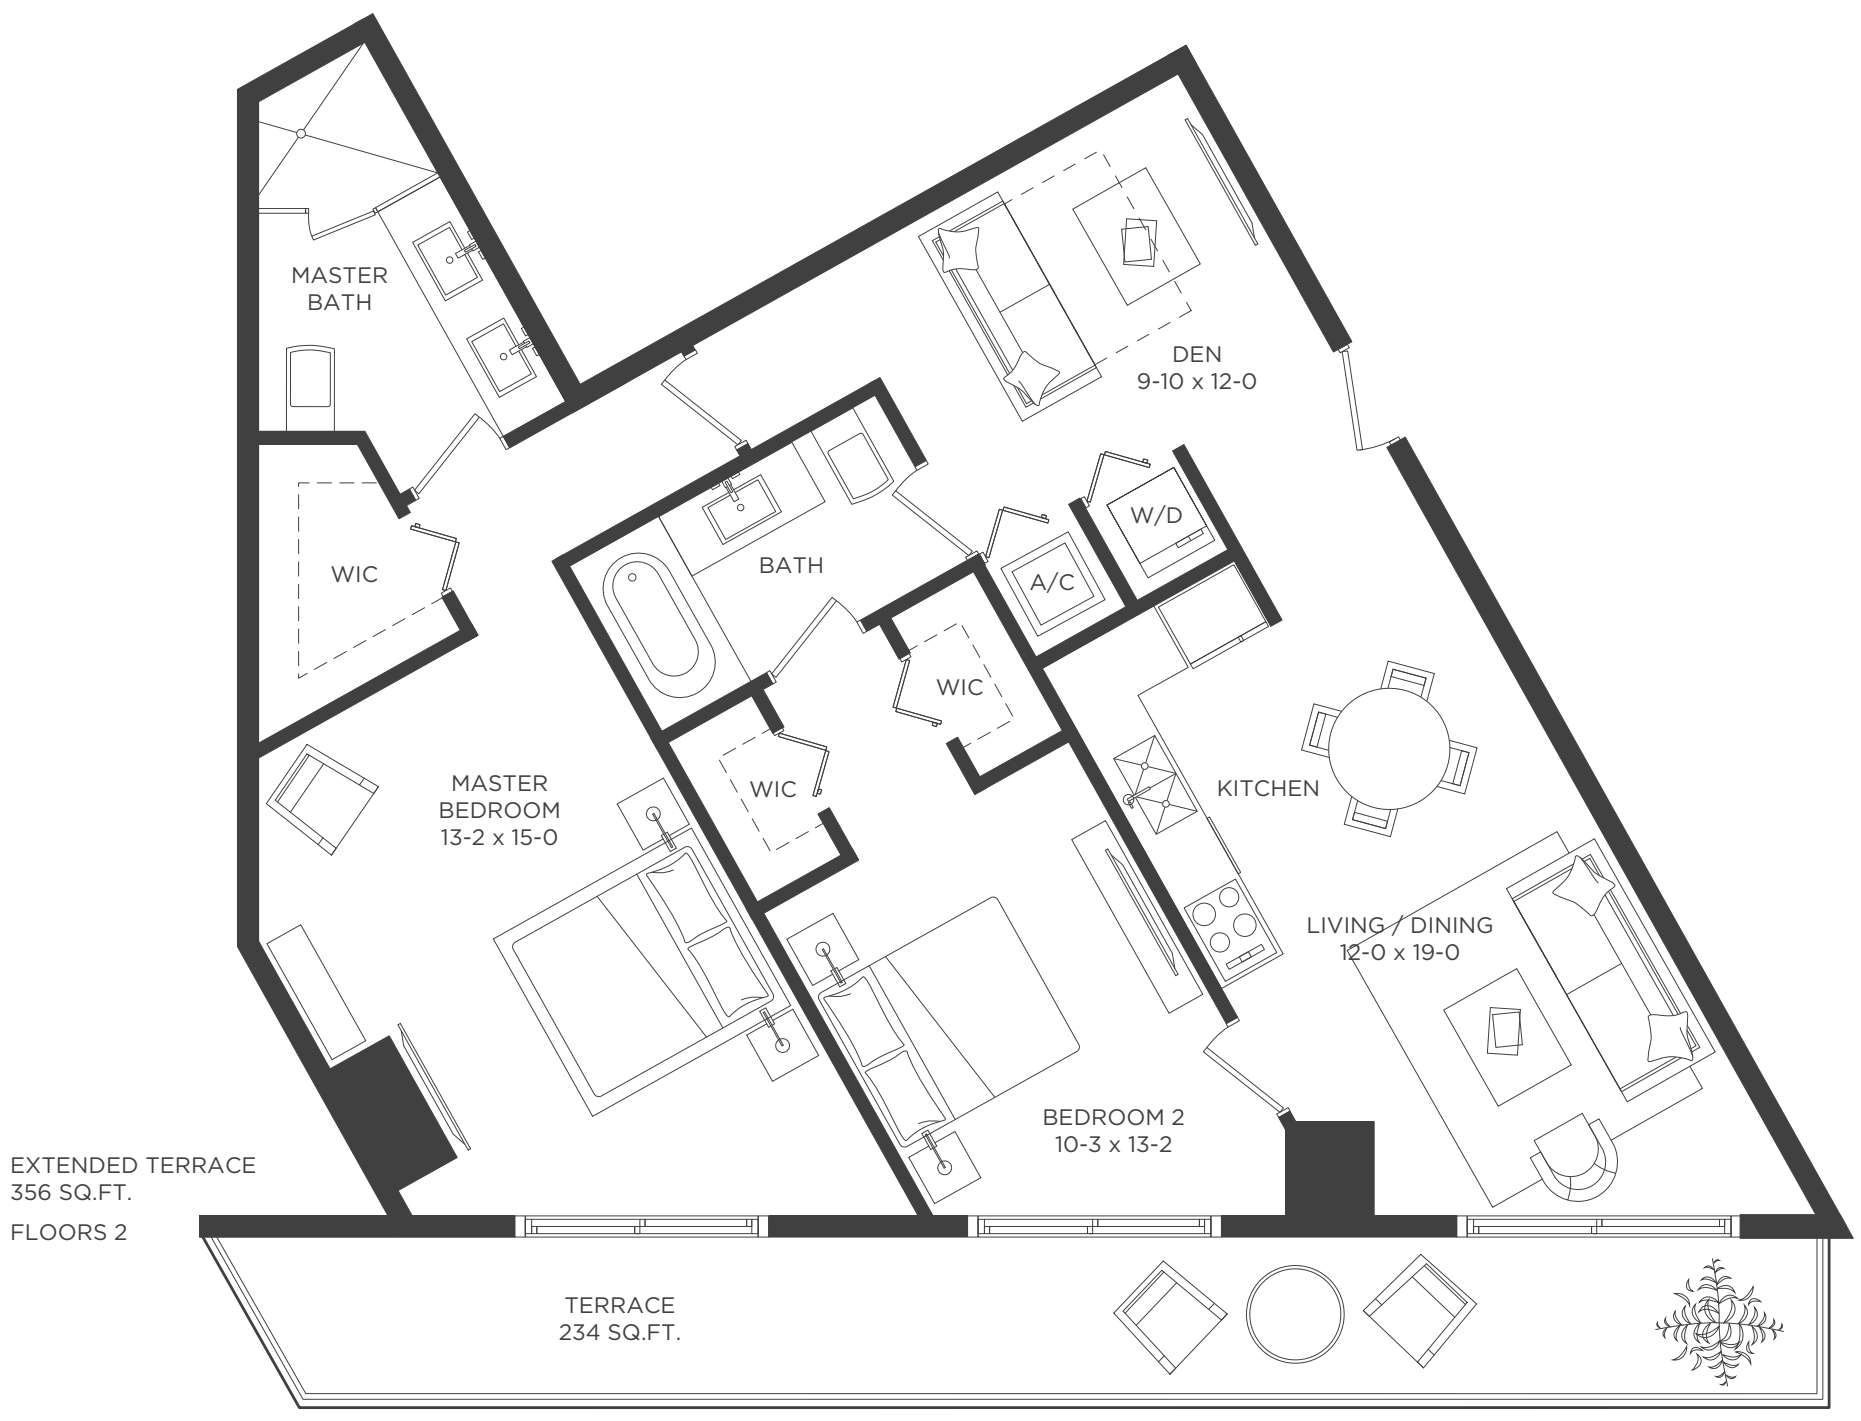 MASTER
BATH
DEN
9-10 x 12-0
W/D
BATH
WIC
A/C
WIC
WIC
MASTER
BEDROOM
13-2 x 15-0
KITCHEN
LIVING / DINING
12-0 x 19-0
BEDROOM 2
10-3 x 13-2
EXTENDED TERRACE
356 SQ.FT.
FLOORS 2
TERRACE
234 SQ.FT.